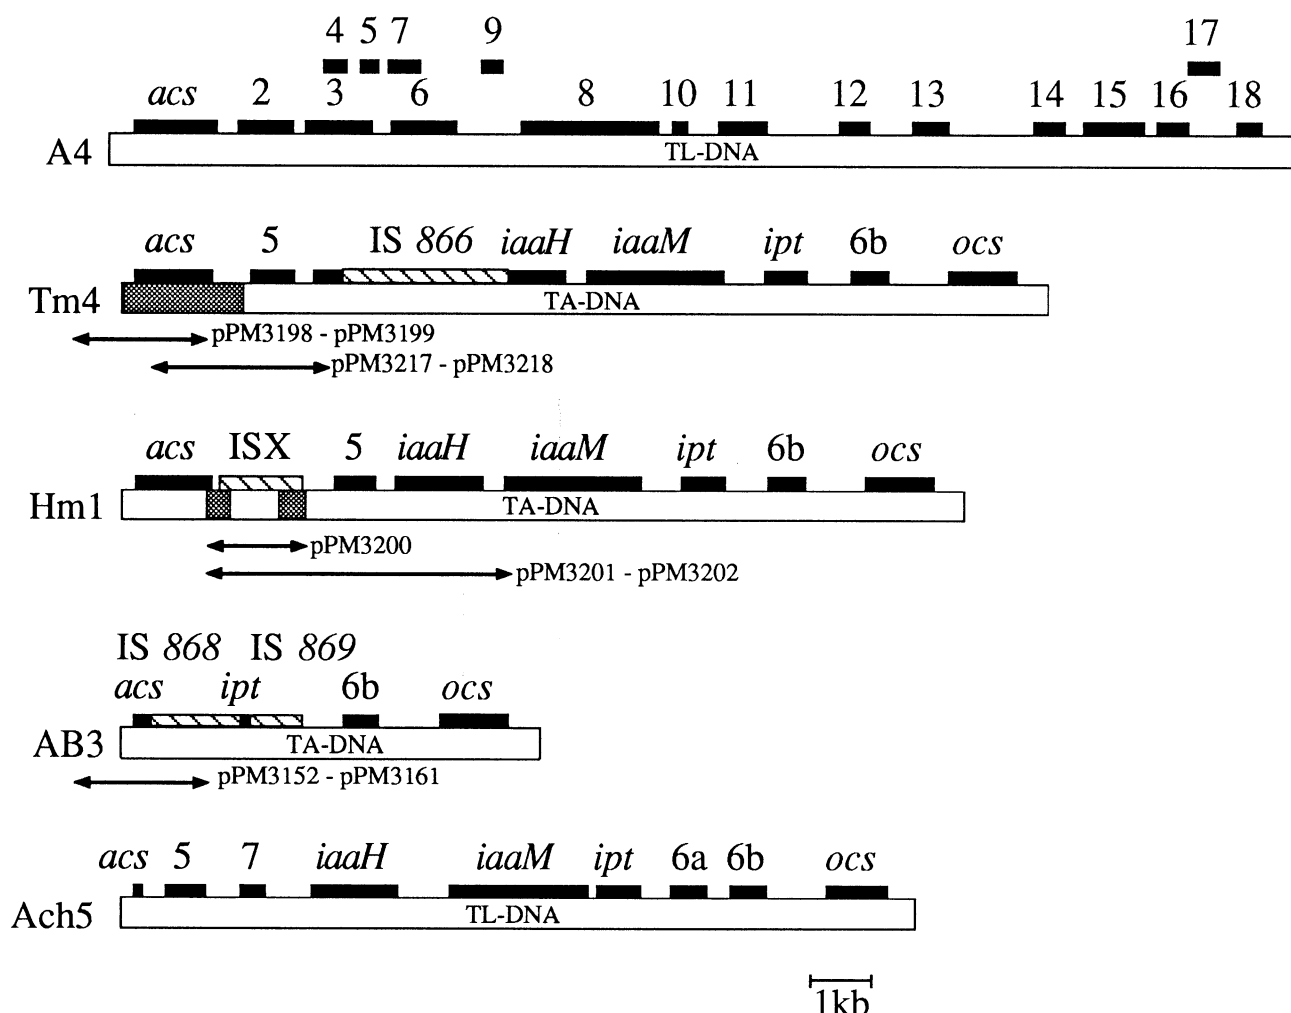 4 5 7 9 17
acs 2 3 6 8 10 11 12 13 14 15 16 18
A4 TL-DNA
acs 5 IS 866 iaaH iaaM ipt 6b ocs
Tm4 TA-DNA
pPM3198 - pPM3199
pPM3217 - pPM3218
acs ISX 5 iaaH iaaM ipt 6b ocs
Hm1 TA-DNA
pPM3200
pPM3201 - pPM3202
IS 868 IS 869
acs ipt 6b ocs
AB3 TA-DNA
pPM3152 - pPM3161
acs 5 7 iaaH iaaM ipt 6a 6b ocs
Ach5 TL-DNA
1kb